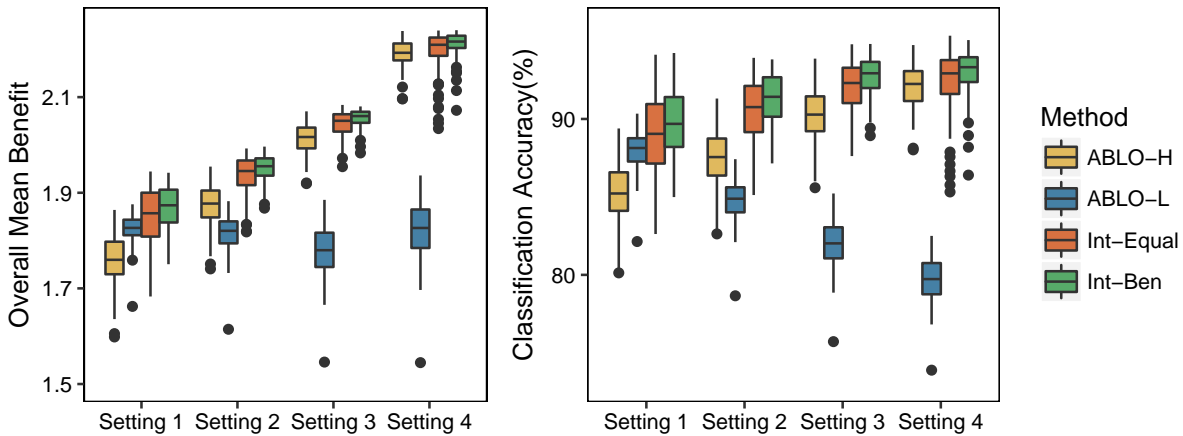 Overall Mean Benefit
2.1
1.9
1.7
1.5
Setting 1 Setting 2 Setting 3 Setting 4
Classification Accuracy(%)
90
80
Setting 1 Setting 2 Setting 3 Setting 4
Method
ABLO−H
ABLO−L
Int−Equal
Int−Ben